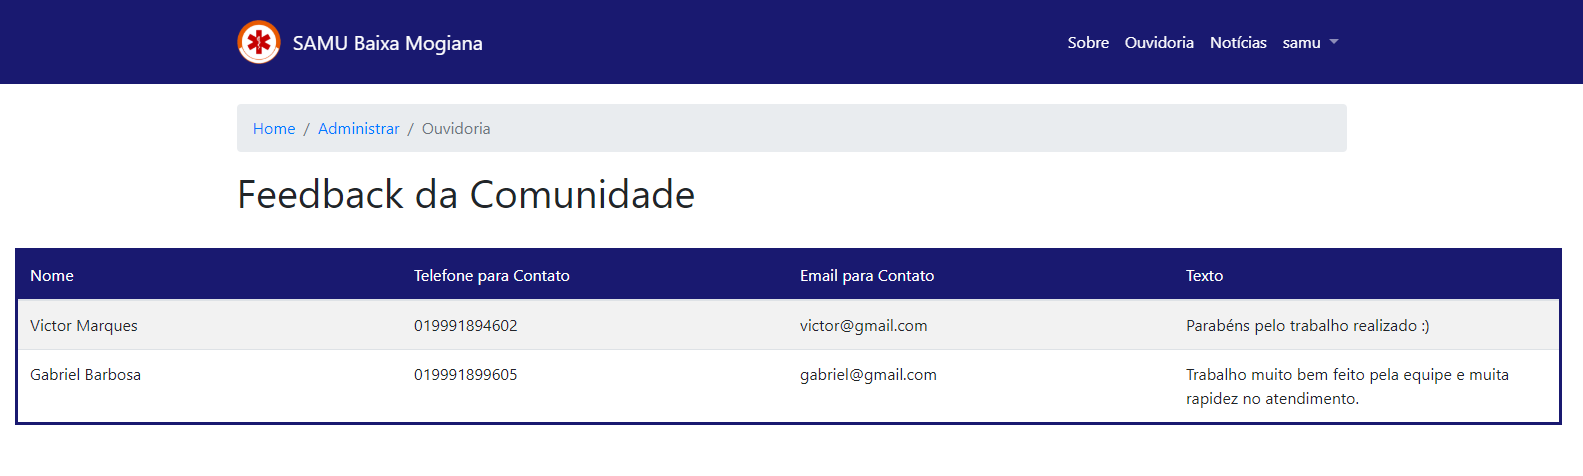 SAMU Baixa Mogiana
Sobre Ouvidoria Notícias samu
Home / Administrar / Ouvidoria
Feedback da Comunidade
Nome Telefone para Contato Email para Contato Texto
Victor Marques 019991894602 victor@gmail.com Parabéns pelo trabalho realizado :)
Gabriel Barbosa 019991899605 gabriel@gmail.com Trabalho muito bem feito pela equipe e muita
rapidez no atendimento.